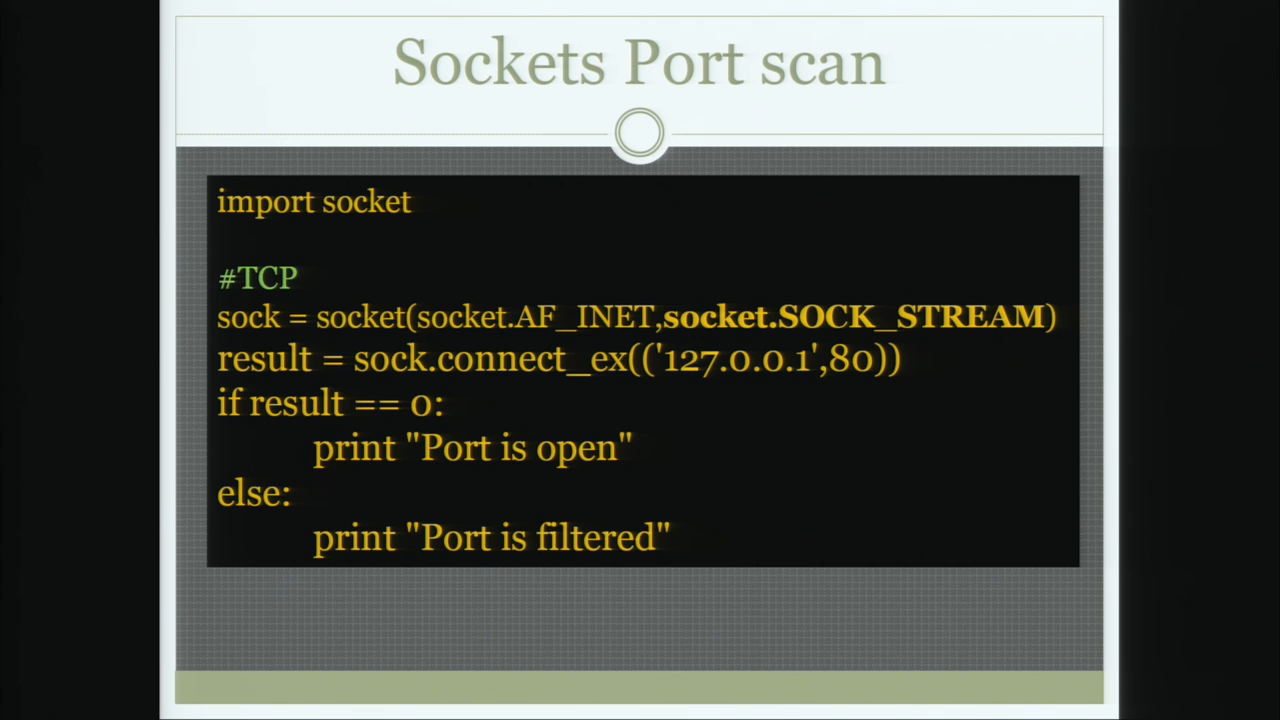 Sockets Port scan
import socket
#TCP
sock = socket(socket.AF_INET,socket.SOCK_STREAM)
result = sock.connect_ex(('127.0.0.1',80))
if result == 0:
print "Port is open"
else:
print "Port is filtered"